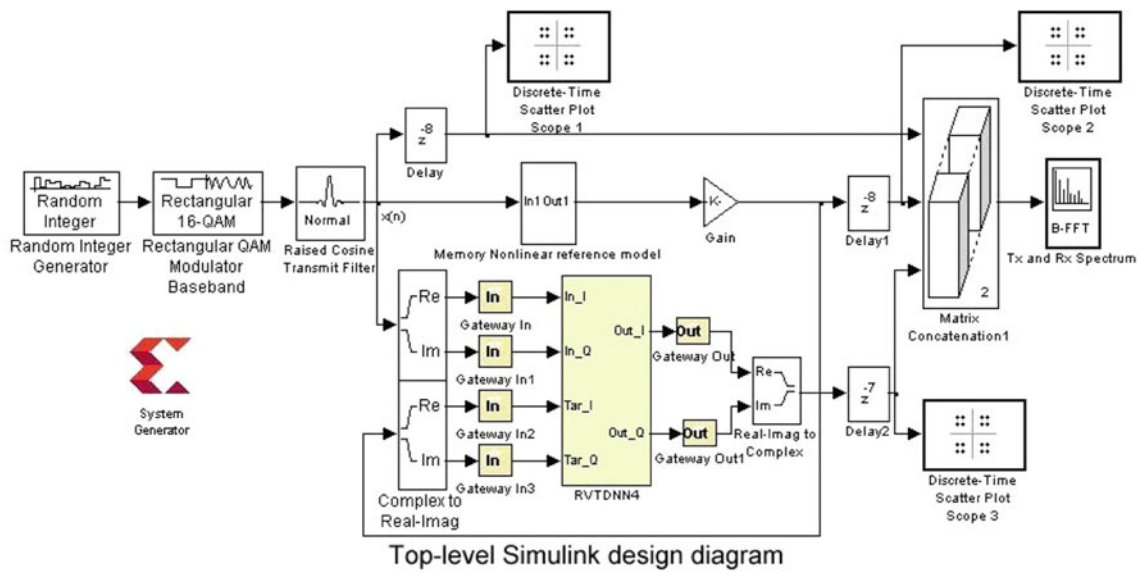 Discrete-Time
Scatter Plot
Scope 1
Discrete-Time
Scatter Plot
Scope 2
-8
z
Delay
Random
Integer
Random Integer
Generator
Rectangular
16-QAM
Rectangular QAM
Modulator
Baseband
Normal
Raised Cosine
Transmit Filter
x(n)
In1 Out1
Memory Nonlinear reference model
-K-
Gain
-8
z
Delay1
2
Matrix
Concatenation1
B-FFT
Tx and Rx Spectrum
System
Generator
Re
Im
Re
Im
Complex to
Real-Imag
In
Gateway In
In
Gateway In1
In
Gateway In2
In
Gateway In3
In_I
In_Q
Tar_I
Tar_Q
Out_I
Out_Q
RVTDNN4
Out
Gateway Out
Out
Gateway Out1
Re
Im
Real-Imag to
Complex
-7
z
Delay2
Discrete-Time
Scatter Plot
Scope 3
Top-level Simulink design diagram